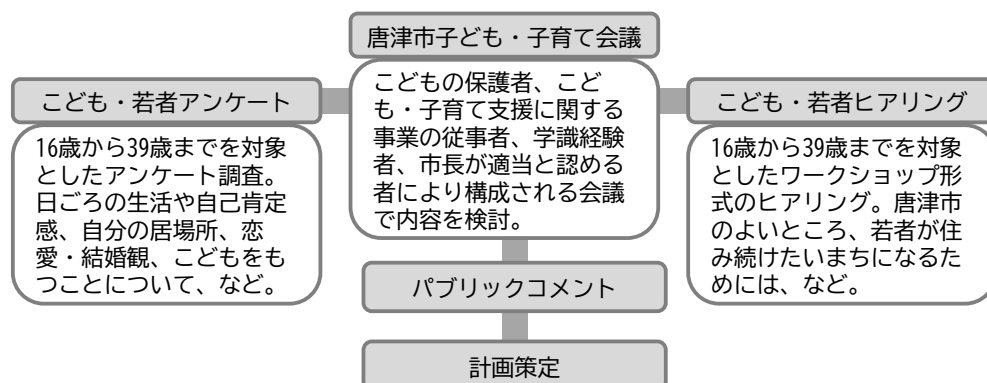 唐津市子ども・子育て会議
こどもの保護者、こど
も・子育て支援に関する
事業の従事者、学識経験
者、市長が適当と認める
者により構成される会議
で内容を検討。
こども・若者アンケート
16歳から39歳までを対象
としたアンケート調査。
日ごろの生活や自己肯定
感、自分の居場所、恋
愛・結婚観、こどもをも
つことについて、など。
こども・若者ヒアリング
16歳から39歳までを対象
としたワークショップ形
式のヒアリング。唐津市
のよいところ、若者が住
み続けたいまちになるた
めには、など。
パブリックコメント
計画策定